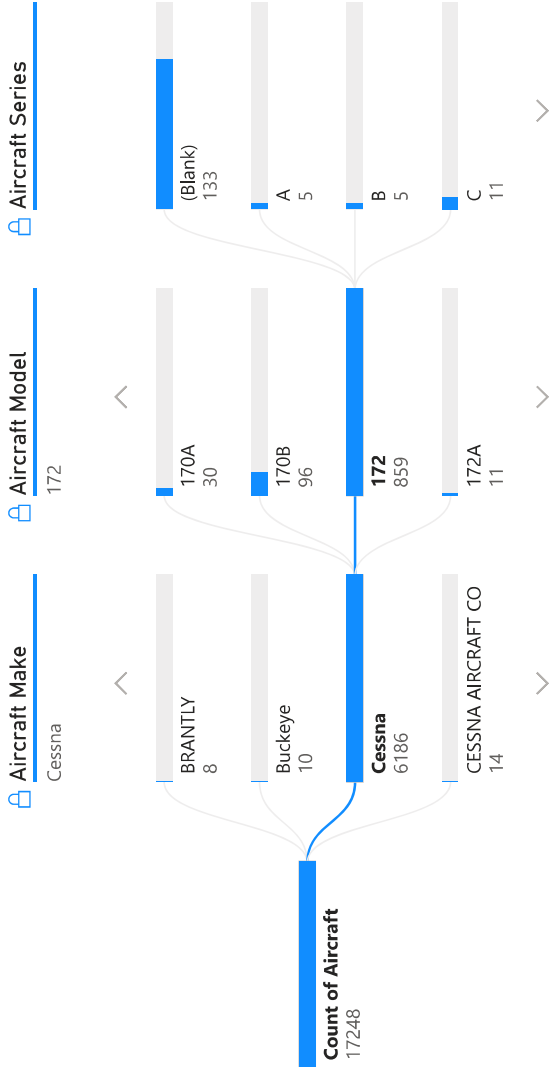 Count of Aircraft
17248
Aircraft Make
Cessna
BRANTLY
8
Buckeye
10
Cessna
6186
CESSNA AIRCRAFT CO
14
Aircraft Model
172
170A
30
170B
96
172
859
172A
11
Aircraft Series
(Blank)
133
A
5
B
5
C
11